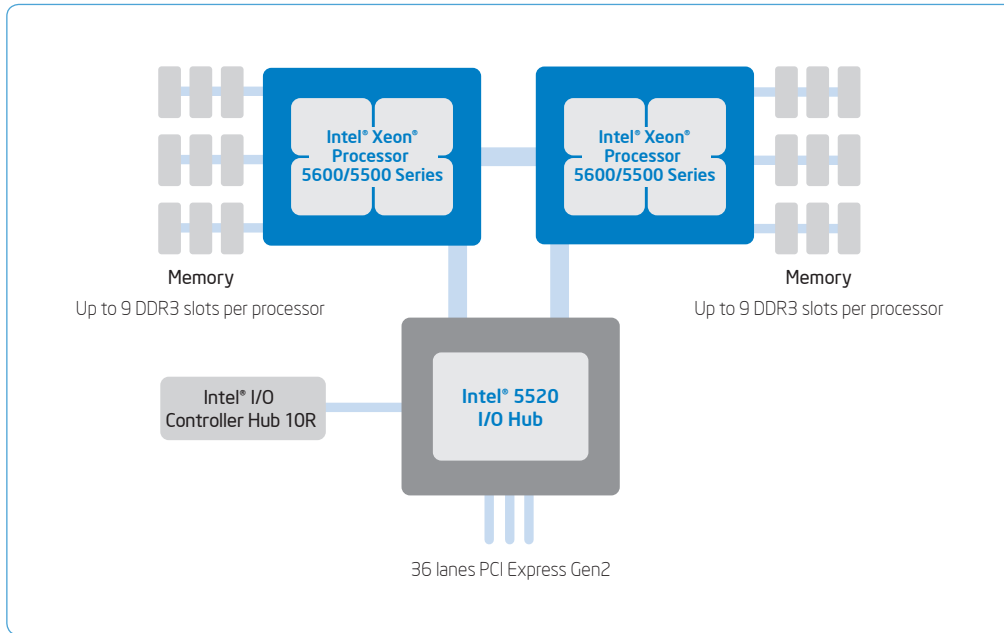 Intel® Xeon®
Processor
5600/5500 Series
Intel® Xeon®
Processor
5600/5500 Series
Memory
Up to 9 DDR3 slots per processor
Memory
Up to 9 DDR3 slots per processor
Intel® I/O
Controller Hub 10R
Intel® 5520
I/O Hub
36 lanes PCI Express Gen2